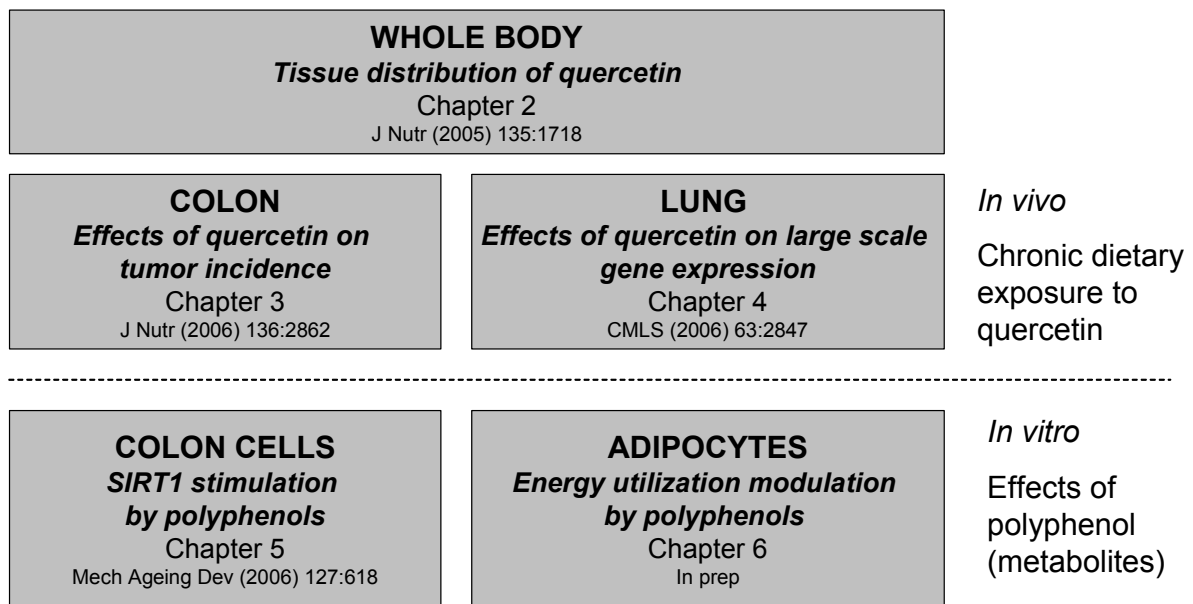 WHOLE BODY
Tissue distribution of quercetin
Chapter 2
J Nutr (2005) 135:1718
COLON
Effects of quercetin on
tumor incidence
Chapter 3
J Nutr (2006) 136:2862
LUNG
Effects of quercetin on large scale
gene expression
Chapter 4
CMLS (2006) 63:2847
In vivo
Chronic dietary
exposure to
quercetin
COLON CELLS
SIRT1 stimulation
by polyphenols
Chapter 5
Mech Ageing Dev (2006) 127:618
ADIPOCYTES
Energy utilization modulation
by polyphenols
Chapter 6
In prep
In vitro
Effects of
polyphenol
(metabolites)